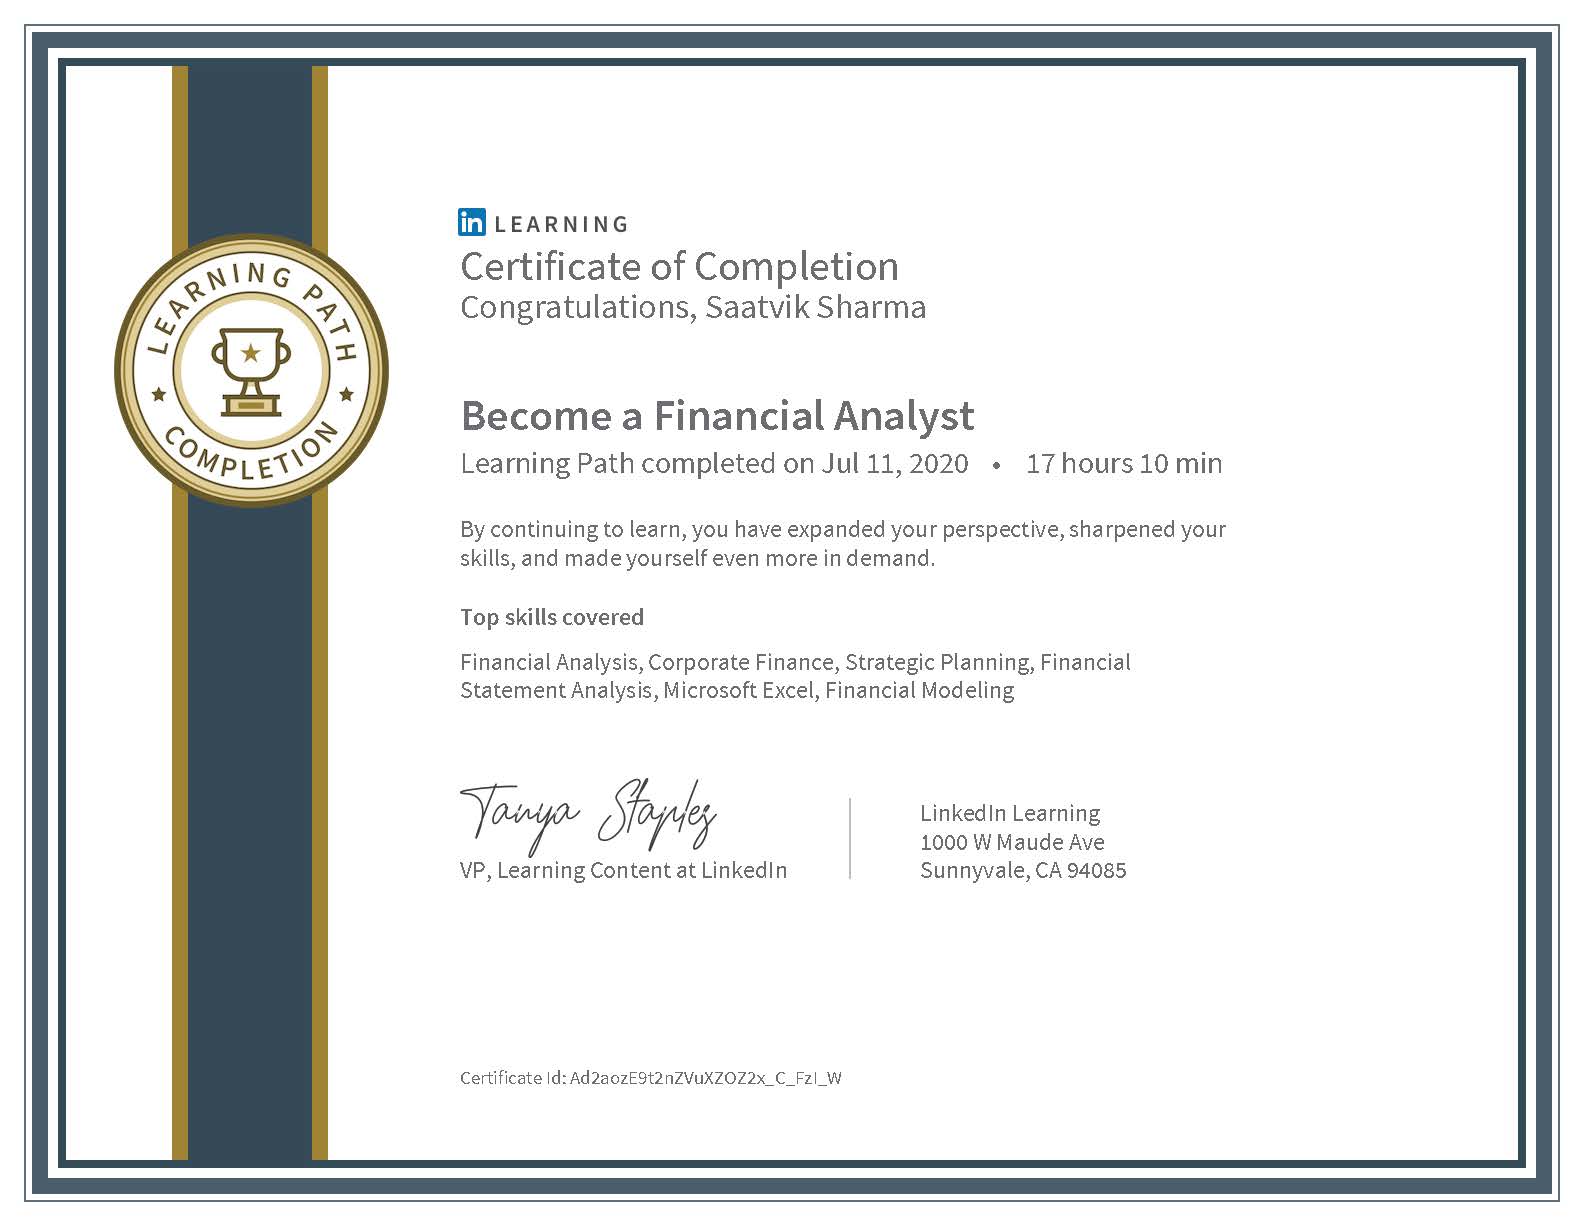 LEARNING PATH
COMPLETION
in LEARNING
Certificate of Completion
Congratulations, Saatvik Sharma
Become a Financial Analyst
Learning Path completed on Jul 11, 2020 • 17 hours 10 min
By continuing to learn, you have expanded your perspective, sharpened your
skills, and made yourself even more in demand.
Top skills covered
Financial Analysis, Corporate Finance, Strategic Planning, Financial
Statement Analysis, Microsoft Excel, Financial Modeling
Tanya Staples
VP, Learning Content at LinkedIn
LinkedIn Learning
1000 W Maude Ave
Sunnyvale, CA 94085
Certificate Id: Ad2aozE9t2nZVuXZOZ2x_C_FzI_W